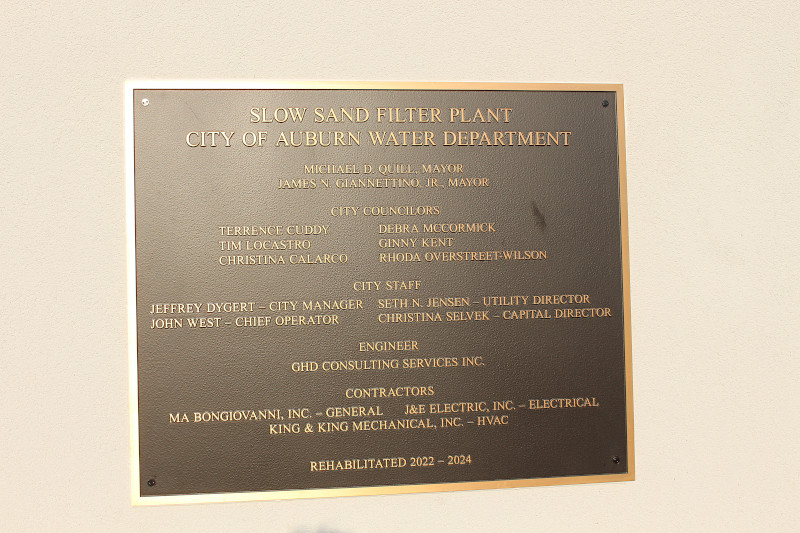 SLOW SAND FILTER PLANT
CITY OF AUBURN WATER DEPARTMENT
MICHAEL D. QUILL, MAYOR
JAMES N. GIANNETTINO, JR., MAYOR
CITY COUNCILORS
TERRENCE CUDDY DEBRA MCCORMICK
TIM LOCASTRO GINNY KENT
CHRISTINA CALARCO RHODA OVERSTREET-WILSON
CITY STAFF
JEFFREY DYGERT – CITY MANAGER SETH N. JENSEN – UTILITY DIRECTOR
JOHN WEST – CHIEF OPERATOR CHRISTINA SELVEK – CAPITAL DIRECTOR
ENGINEER
GHD CONSULTING SERVICES INC.
CONTRACTORS
MA BONGIOVANNI, INC. – GENERAL J&E ELECTRIC, INC. – ELECTRICAL
KING & KING MECHANICAL, INC. – HVAC
REHABILITATED 2022 – 2024